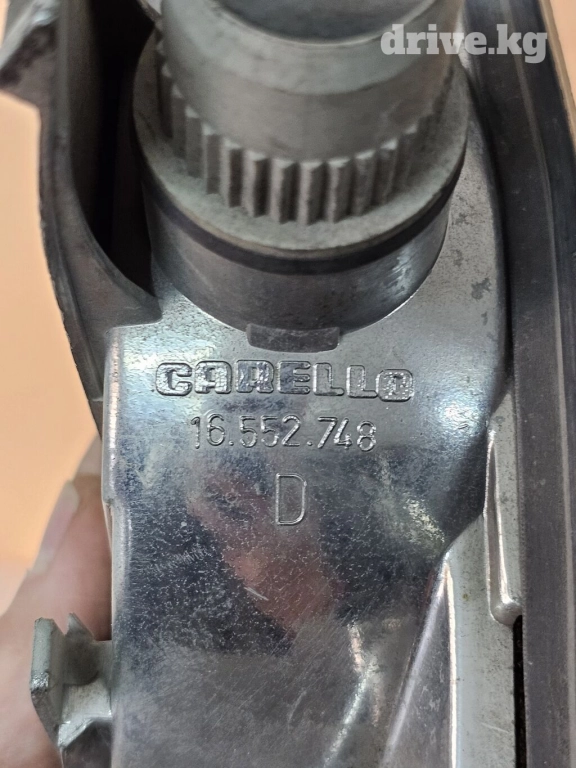 drive.kg
CARELLO
16.552.748
D